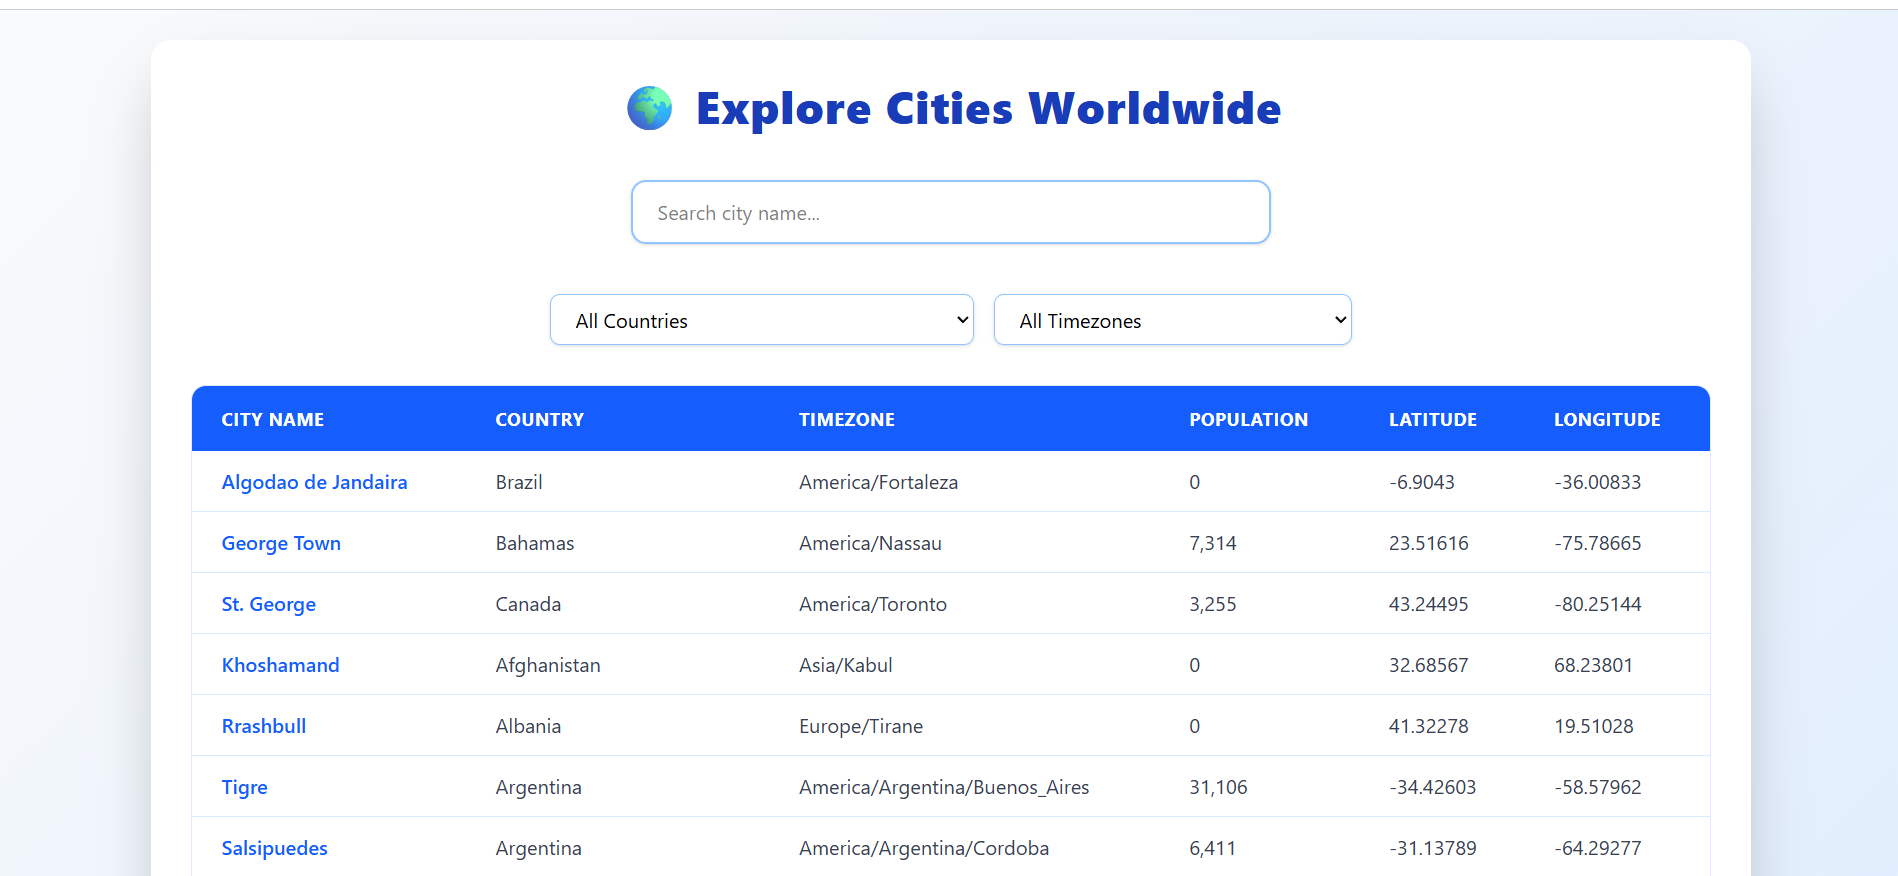 Explore Cities Worldwide
Search city name...
All Countries All Timezones
CITY NAME COUNTRY TIMEZONE POPULATION LATITUDE LONGITUDE
Algodao de Jandaira Brazil America/Fortaleza 0 -6.9043 -36.00833
George Town Bahamas America/Nassau 7,314 23.51616 -75.78665
St. George Canada America/Toronto 3,255 43.24495 -80.25144
Khoshamand Afghanistan Asia/Kabul 0 32.68567 68.23801
Rrashbull Albania Europe/Tirane 0 41.32278 19.51028
Tigre Argentina America/Argentina/Buenos_Aires 31,106 -34.42603 -58.57962
Salsipuedes Argentina America/Argentina/Cordoba 6,411 -31.13789 -64.29277